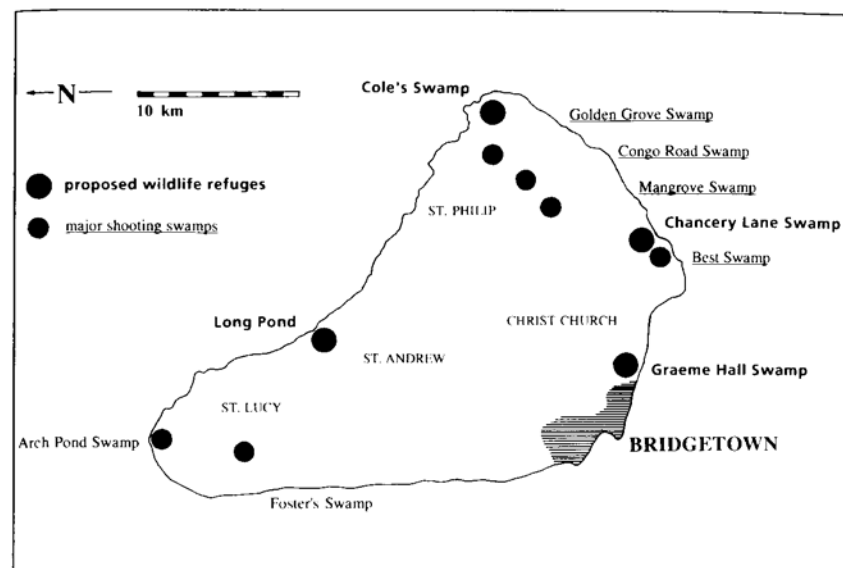 Cole's Swamp
N
10 km
Golden Grove Swamp
Congo Road Swamp
proposed wildlife refuges
Mangrove Swamp
ST. PHILIP
major shooting swamps
Chancery Lane Swamp
Best Swamp
Long Pond
CHRIST CHURCH
ST. ANDREW
Graeme Hall Swamp
ST. LUCY
Arch Pond Swamp
BRIDGETOWN
Foster's Swamp